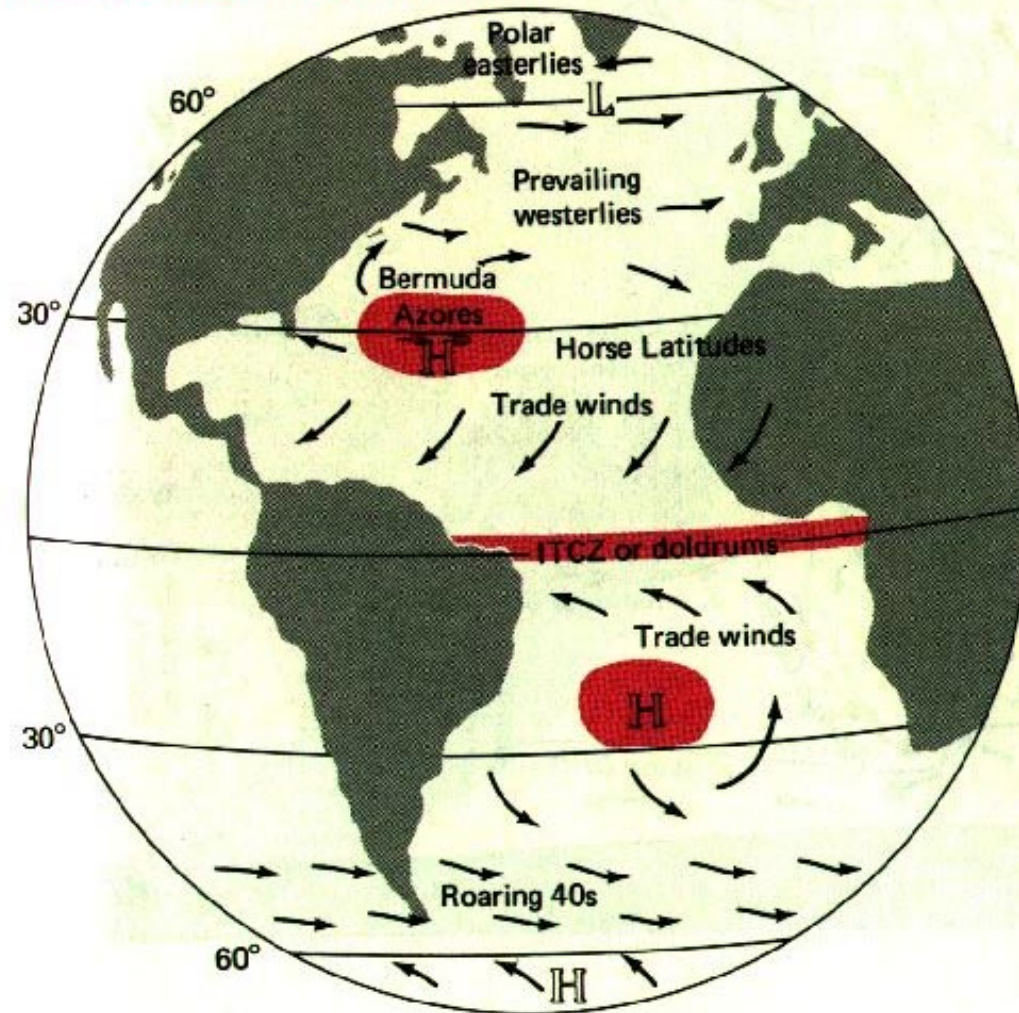 Polar
easterlies
60°
L
Prevailing
westerlies
Bermuda
Azores
30°
H
Horse Latitudes
Trade winds
ITCZ or doldrums
Trade winds
H
30°
Roaring 40s
60°
H